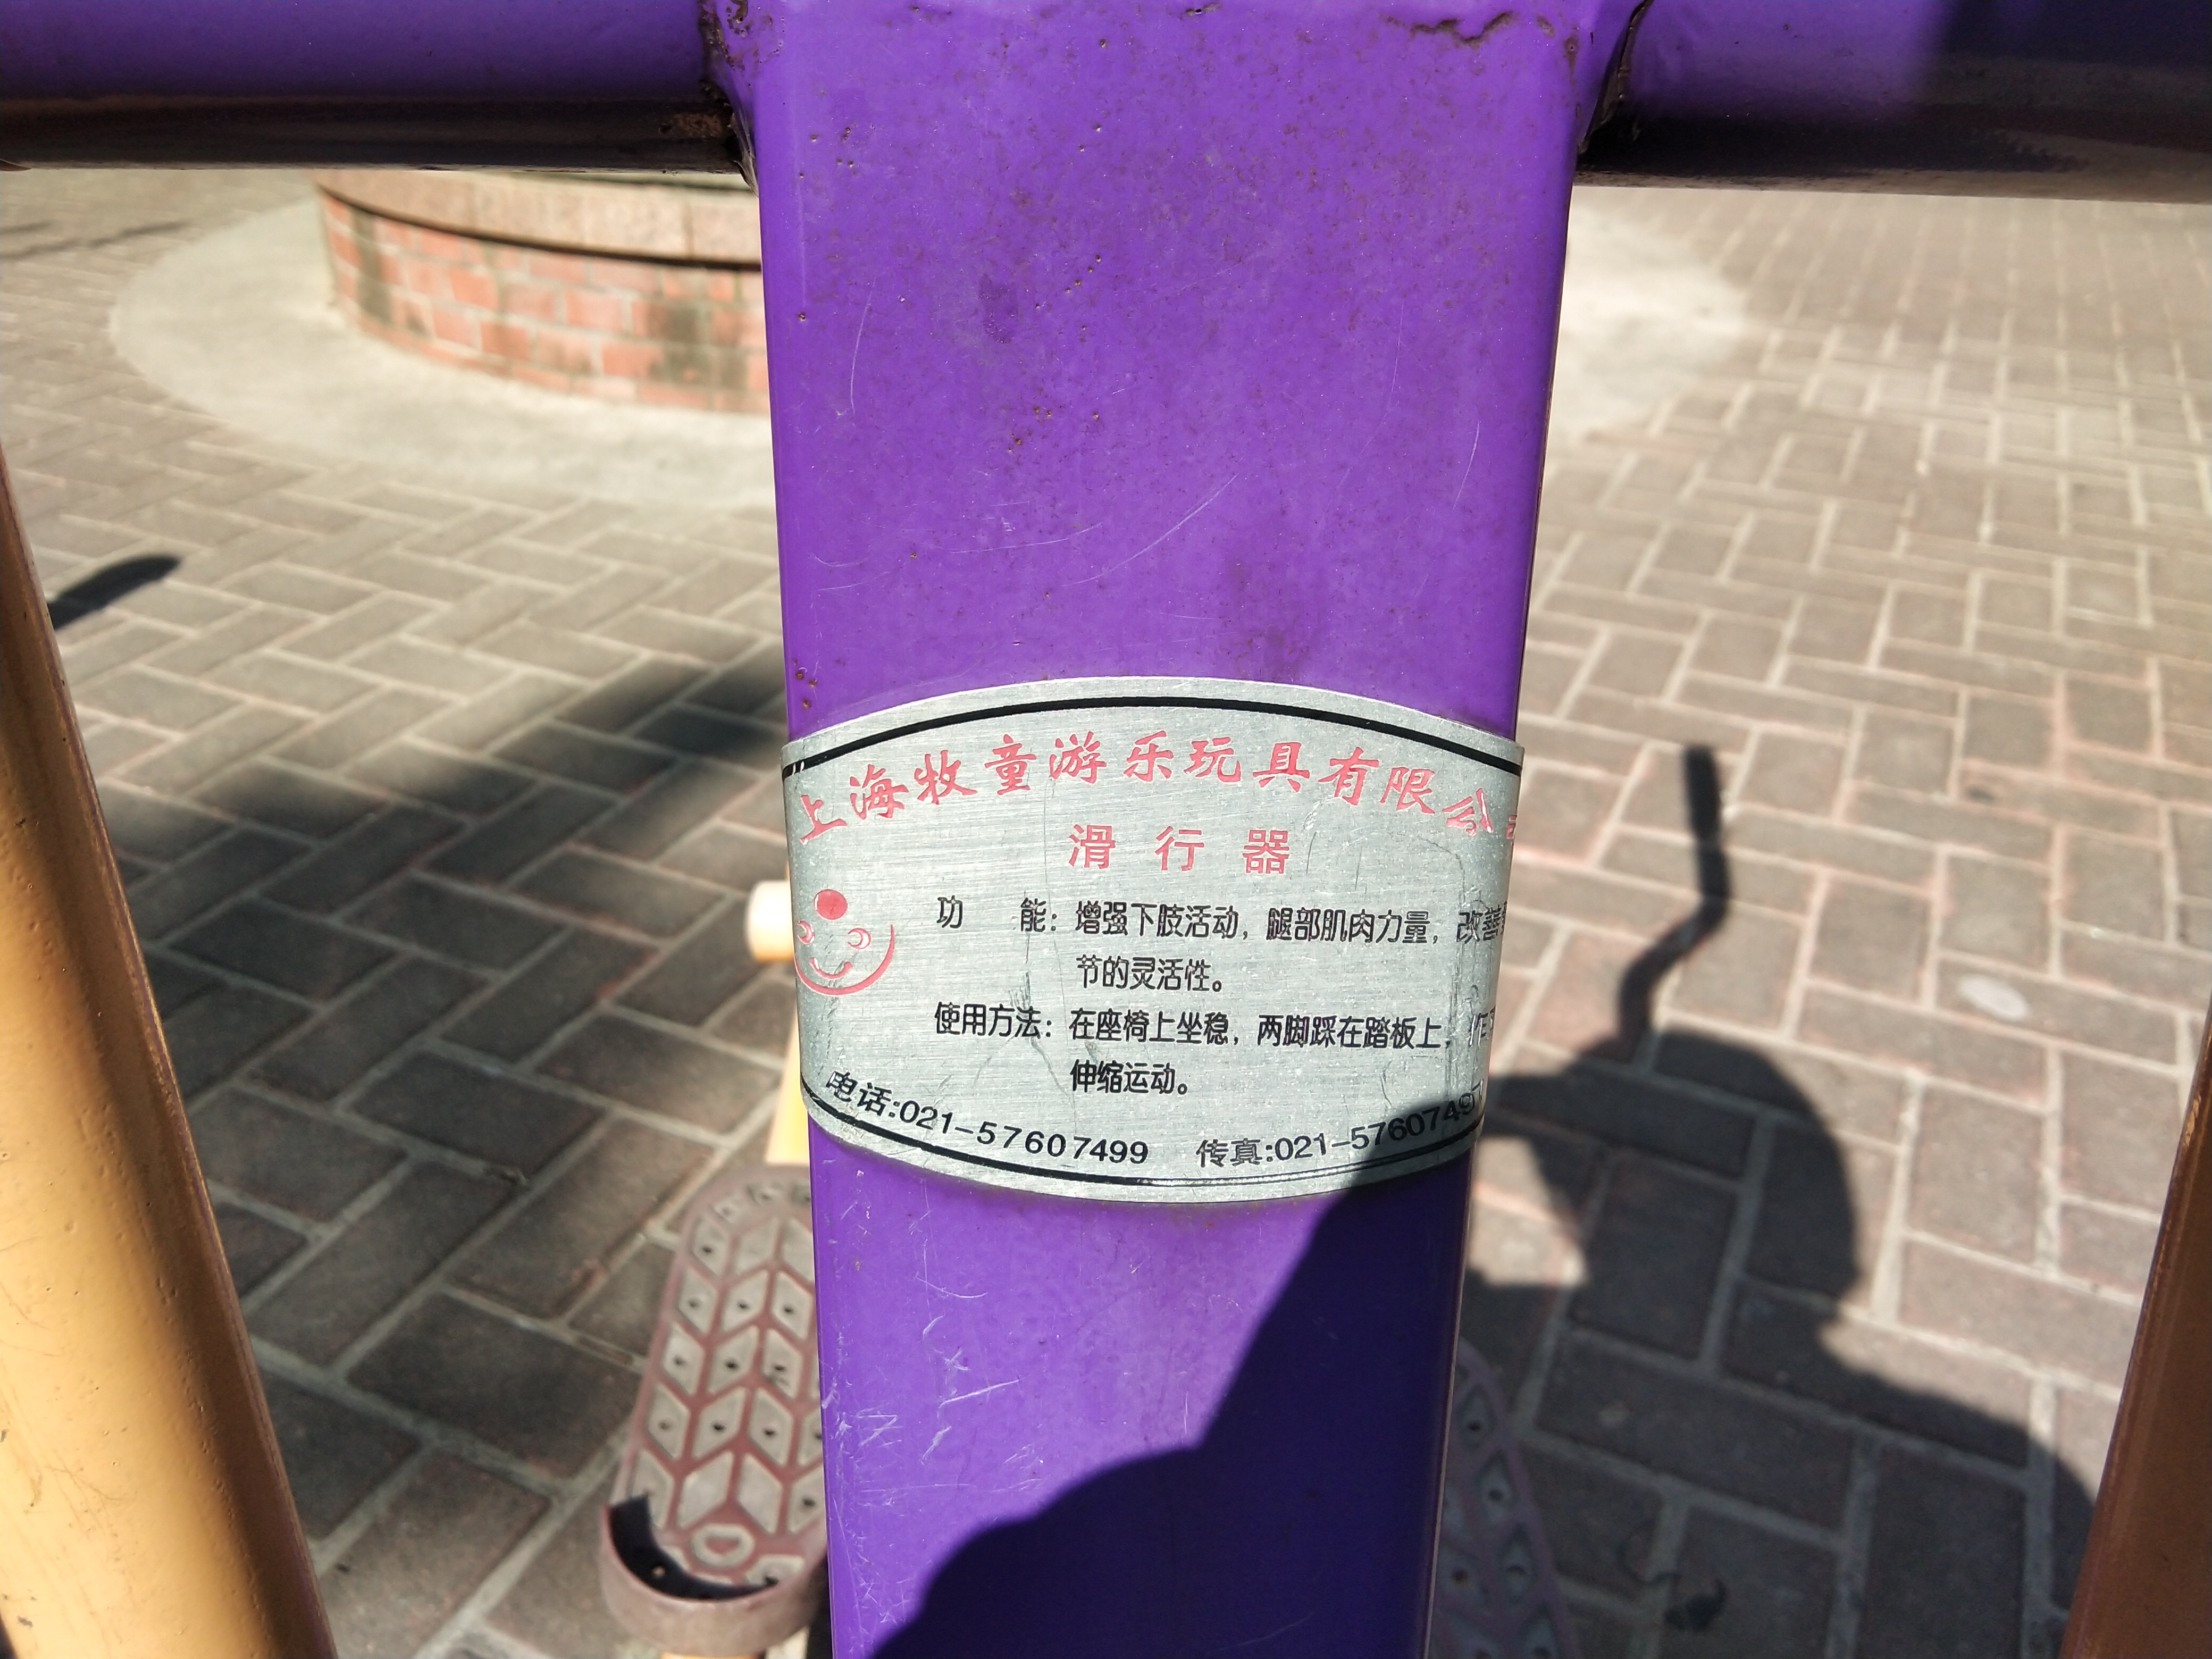 上海牧童游乐玩具有限公
滑行器
功 能：增强下肢活动，腿部肌肉力量，改善
节的灵活性。
使用方法：在座椅上坐稳，两脚踩在踏板上，作
伸缩运动。
电话:021-57607499 传真:021-57607497